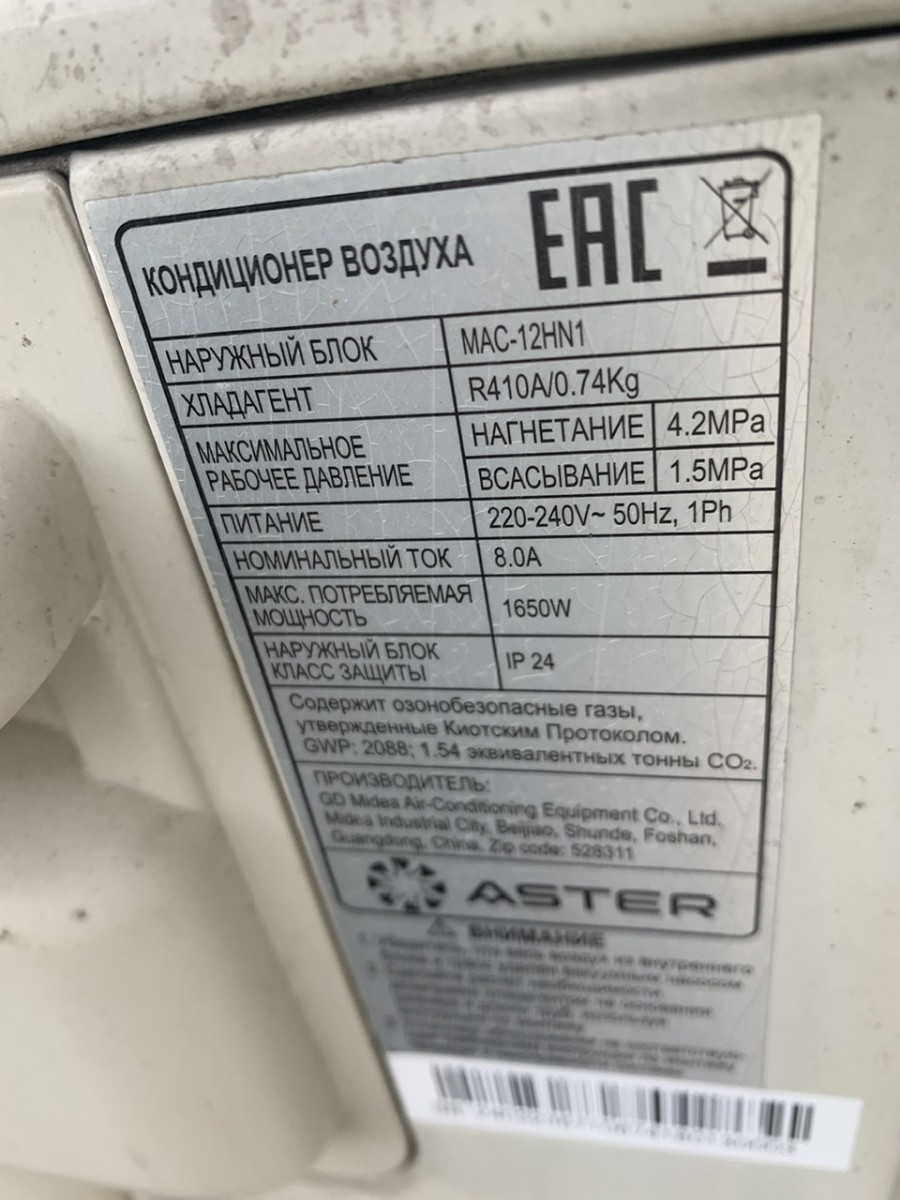 КОНДИЦИОНЕР ВОЗДУХА
EAC
НАРУЖНЫЙ БЛОК MAC-12HN1
ХЛАДАГЕНТ R410A/0.74Kg
МАКСИМАЛЬНОЕ
РАБОЧЕЕ ДАВЛЕНИЕ
НАГНЕТАНИЕ 4.2MPa
ВСАСЫВАНИЕ 1.5MPa
ПИТАНИЕ 220-240V~ 50Hz, 1Ph
НОМИНАЛЬНЫЙ ТОК 8.0A
МАКС. ПОТРЕБЛЯЕМАЯ
МОЩНОСТЬ 1650W
НАРУЖНЫЙ БЛОК
КЛАСС ЗАЩИТЫ IP 24
Содержит озонобезопасные газы,
утвержденные Киотским Протоколом.
GWP: 2088; 1.54 эквивалентных тонны CO₂.
ПРОИЗВОДИТЕЛЬ:
GD Midea Air-Conditioning Equipment Co., Ltd.
Midea Industrial City, Beijiao, Shunde, Foshan,
Guangdong, China. Zip code: 528311
ASTER
ВНИМАНИЕ